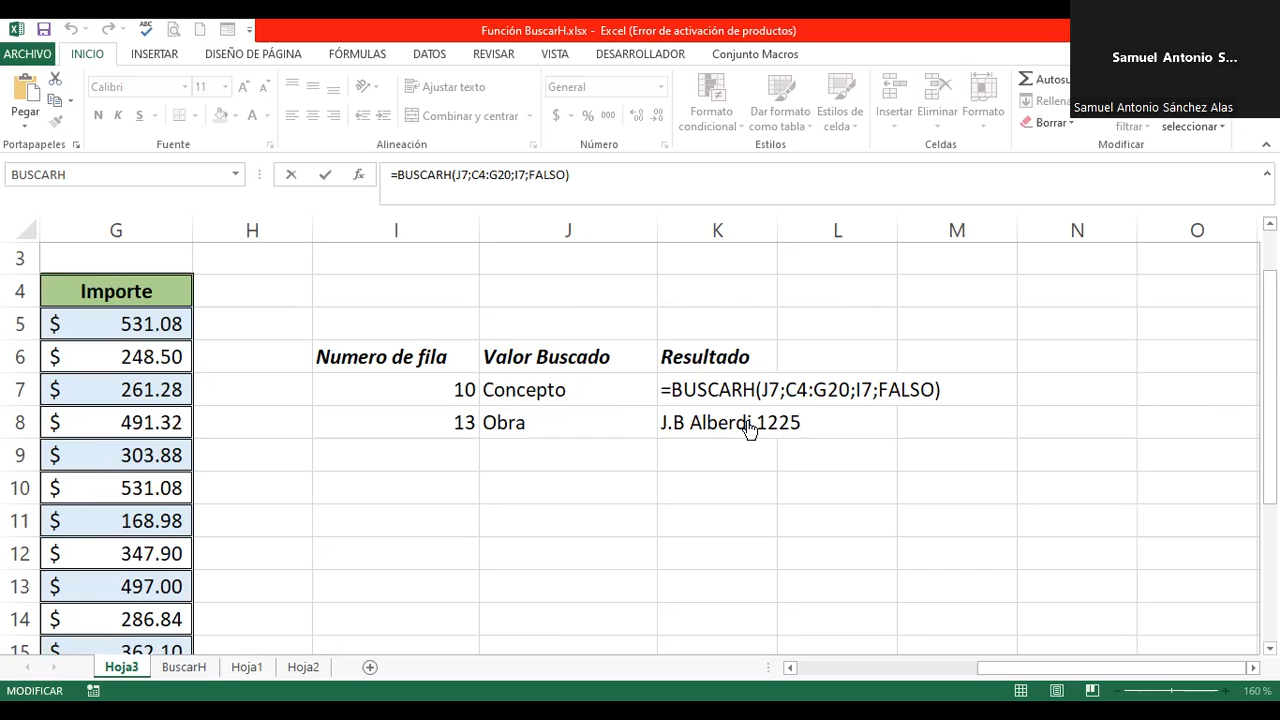 Función BuscarH.xlsx - Excel (Error de activación de productos)
Samuel Antonio S...
Samuel Antonio Sánchez Alas
ARCHIVO INICIO INSERTAR DISEÑO DE PÁGINA FÓRMULAS DATOS REVISAR VISTA DESARROLLADOR Conjunto Macros
Pegar
Calibri 11
N K S
Ajustar texto
Combinar y centrar
General
$ % 000
Formato condicional
Dar formato como tabla
Estilos de celda
Insertar Eliminar Formato
Autosu
Rellena
Borrar
filtrar
seleccionar
Portapapeles Fuente Alineación Número Estilos Celdas Modificar
BUSCARH =BUSCARH(J7;C4:G20;I7;FALSO)
G H I J K L M N O
3
4 Importe
5 $ 531.08
6 $ 248.50 Numero de fila Valor Buscado Resultado
7 $ 261.28 10 Concepto =BUSCARH(J7;C4:G20;I7;FALSO)
8 $ 491.32 13 Obra J.B Alberdi 1225
9 $ 303.88
10 $ 531.08
11 $ 168.98
12 $ 347.90
13 $ 497.00
14 $ 286.84
15 $ 362.10
Hoja3 BuscarH Hoja1 Hoja2
MODIFICAR 160 %